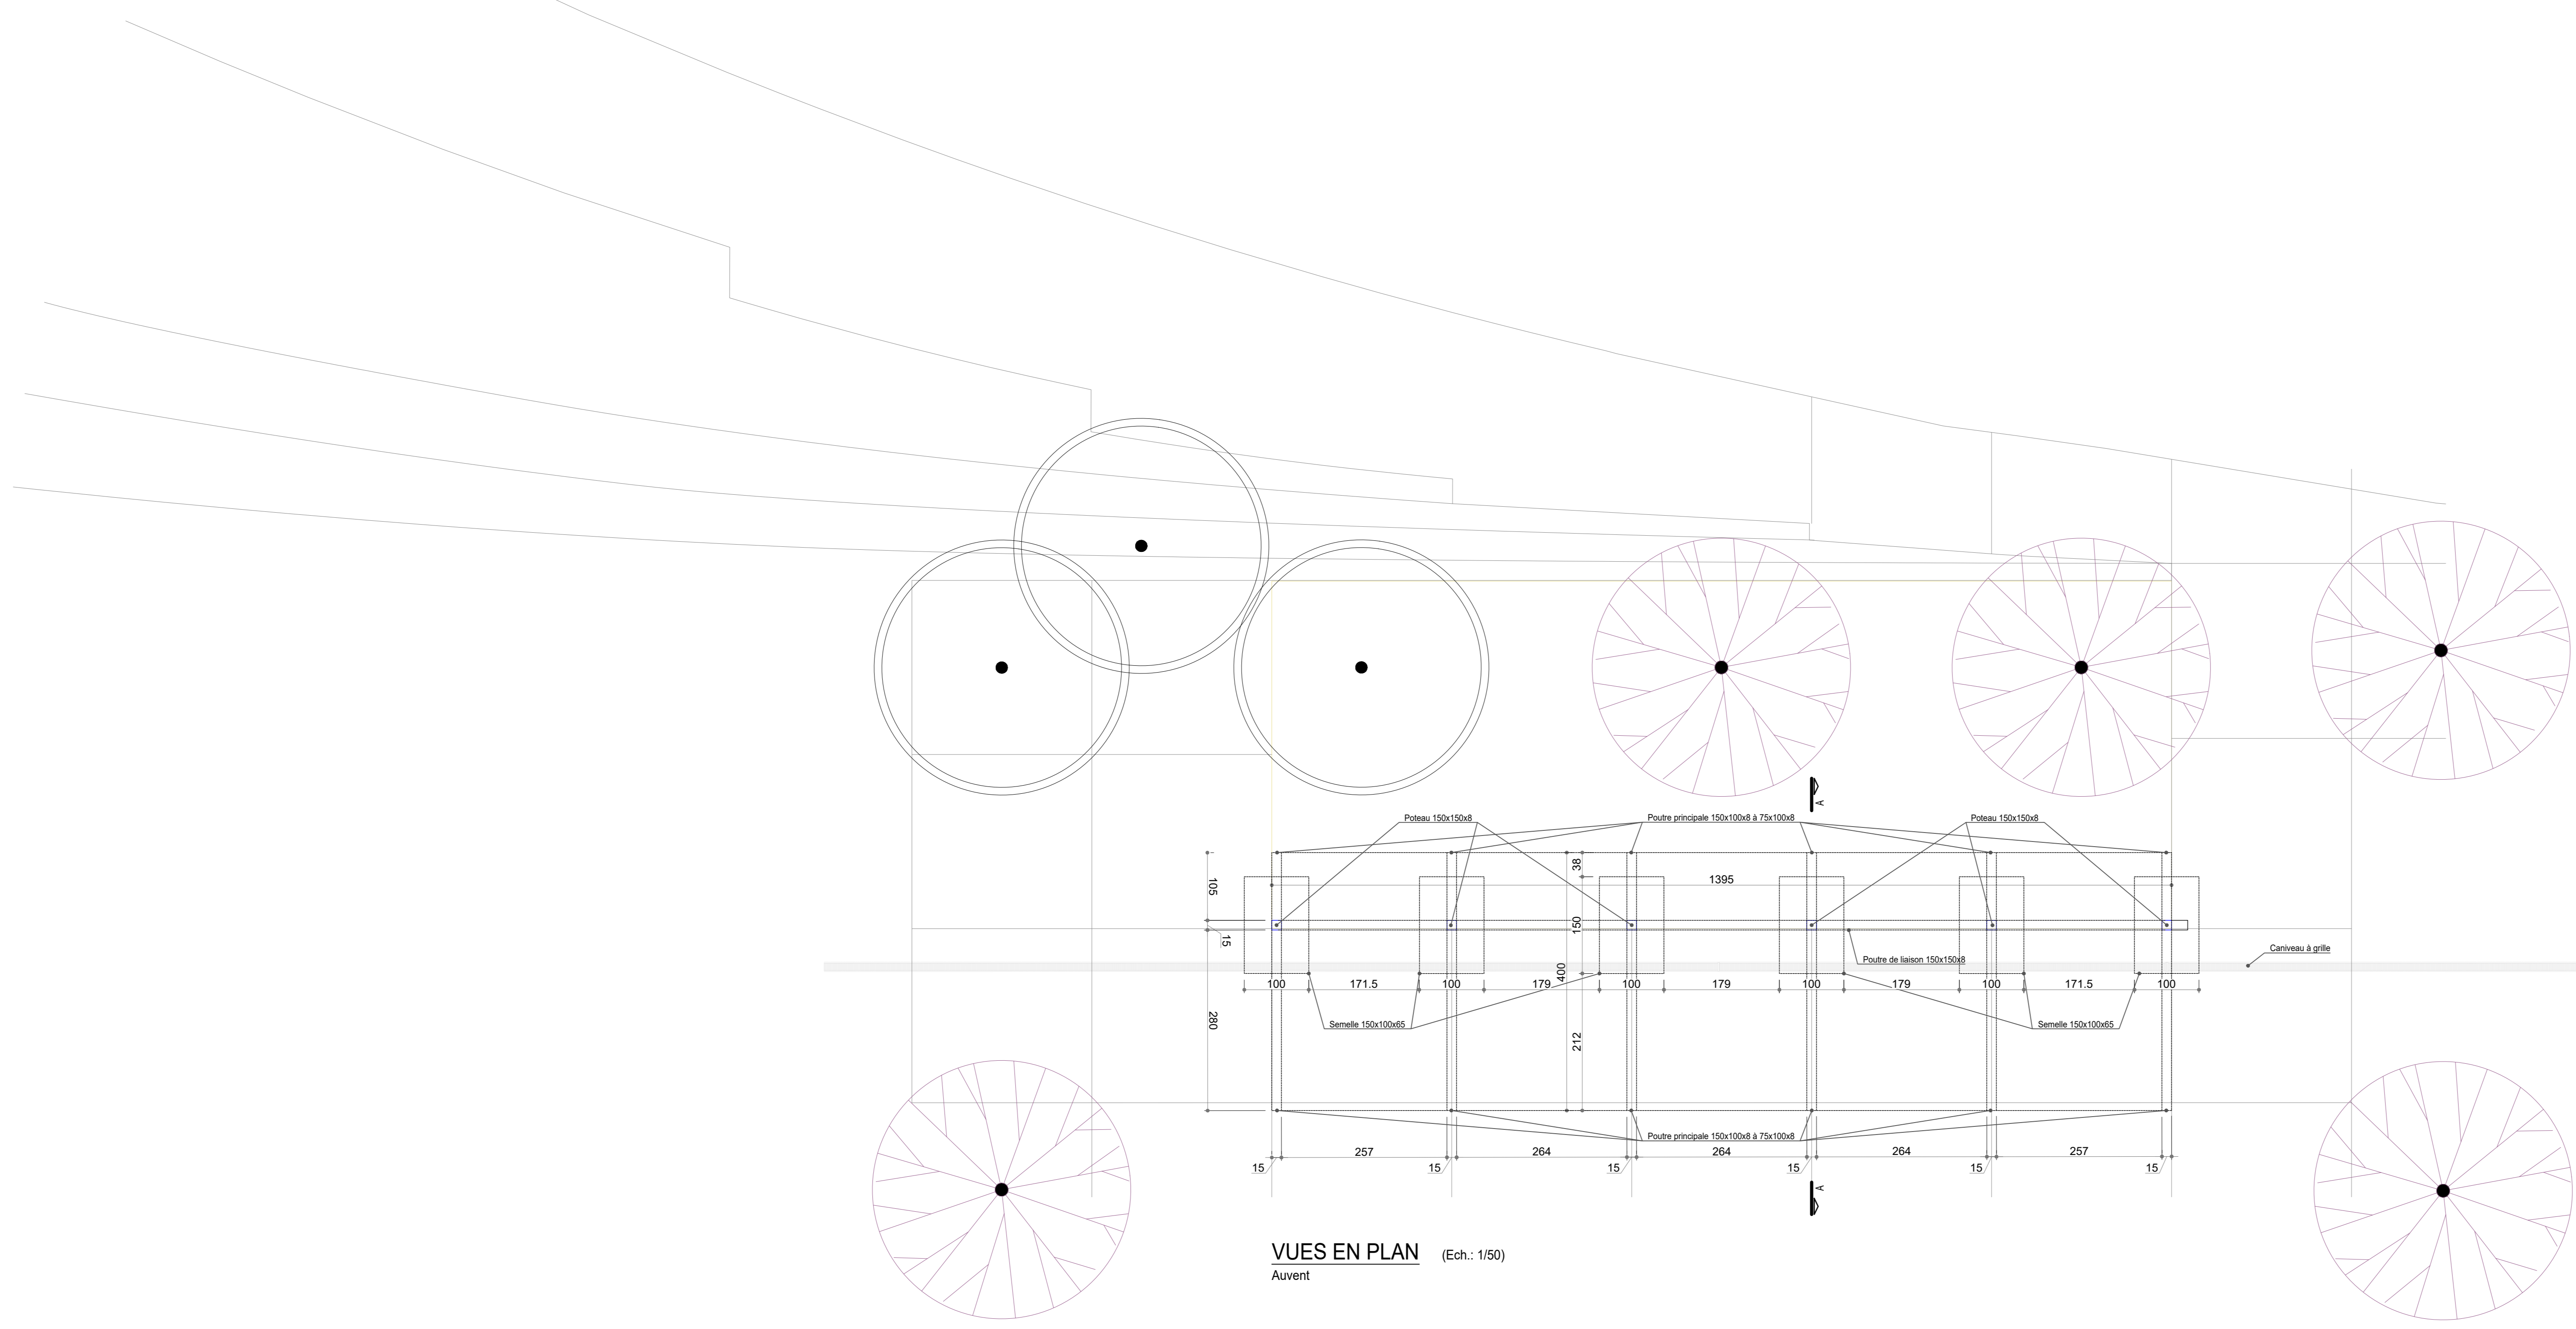 A
Poteau 150x150x8
Poutre principale 150x100x8 à 75x100x8
Poteau 150x150x8
38
105
1395
150
15
Caniveau à grille
Poutre de liaison 150x150x8
400
100
171.5
100
179
100
179
100
179
100
171.5
100
280
Semelle 150x100x65
Semelle 150x100x65
212
Poutre principale 150x100x8 à 75x100x8
257
264
264
264
257
15
15
15
15
15
15
A
VUES EN PLAN (Ech.: 1/50)
Auvent